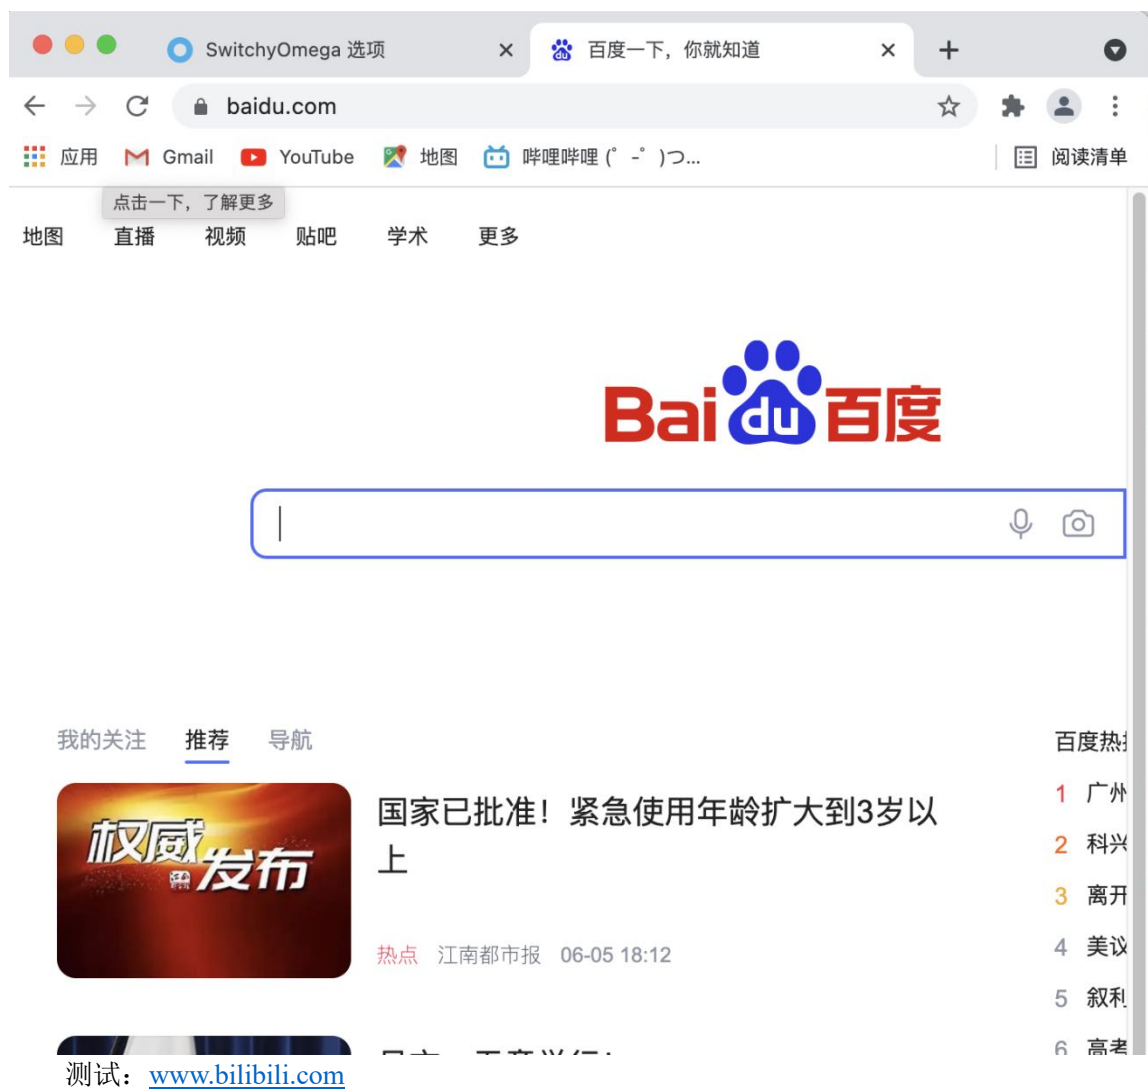 SwitchyOmega 选项
百度一下，你就知道
baidu.com
应用 Gmail YouTube 地图 哔哩哔哩 (゜-゜)つ... 阅读清单
点击一下，了解更多
地图 直播 视频 贴吧 学术 更多
Bai du 百度
我的关注 推荐 导航
百度热
权威发布
国家已批准！紧急使用年龄扩大到3岁以
上
热点 江南都市报 06-05 18:12
1 广州
2 科兴
3 离开
4 美议
5 叙利
6 高考
测试：www.bilibili.com